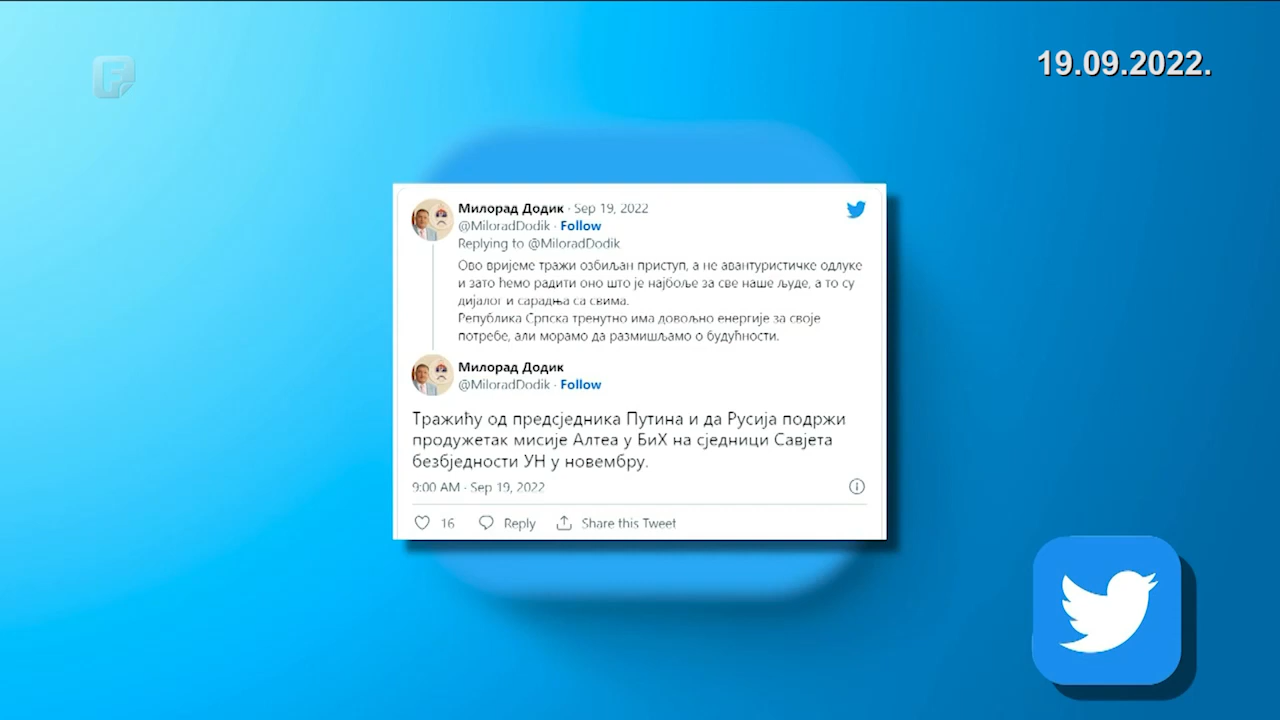 F
19.09.2022.
Милорад Додик · Sep 19, 2022
@MiloradDodik · Follow
Replying to @MiloradDodik
Ово вријеме тражи озбиљан приступ, а не авантуристичке одлуке
и зато ћемо радити оно што је најбоље за све наше људе, а то су
дијалог и сарадња са свима.
Република Српска тренутно има довољно енергије за своје
потребе, али морамо да размишљамо о будућности.
Милорад Додик
@MiloradDodik · Follow
Тражићу од предсједника Путина и да Русија подржи
продужетак мисије Алтеа у БиХ на сједници Савјета
безбједности УН у новембру.
9:00 AM · Sep 19, 2022
16 Reply Share this Tweet